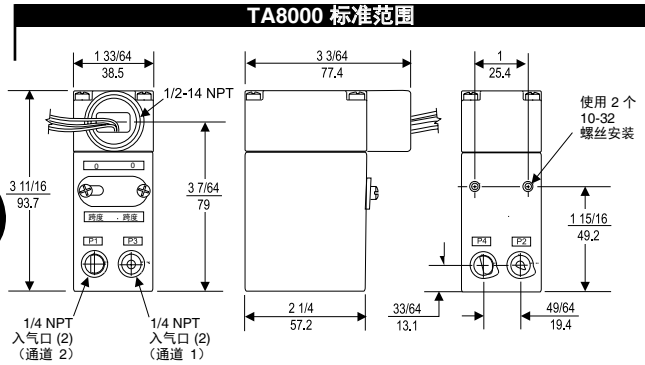 TA8000 标准范围
1 33/64
38.5
3 3/64
77.4
1
25.4
1/2-14 NPT
使用 2 个
10-32
螺丝安装
3 11/16
93.7
3 7/64
79
0 0
跨度 . 跨度
P1 P3
P4 P2
1 15/16
49.2
2 1/4
57.2
33/64
13.1
49/64
19.4
1/4 NPT
入气口 (2)
（通道 2）
1/4 NPT
入气口 (2)
（通道 1）